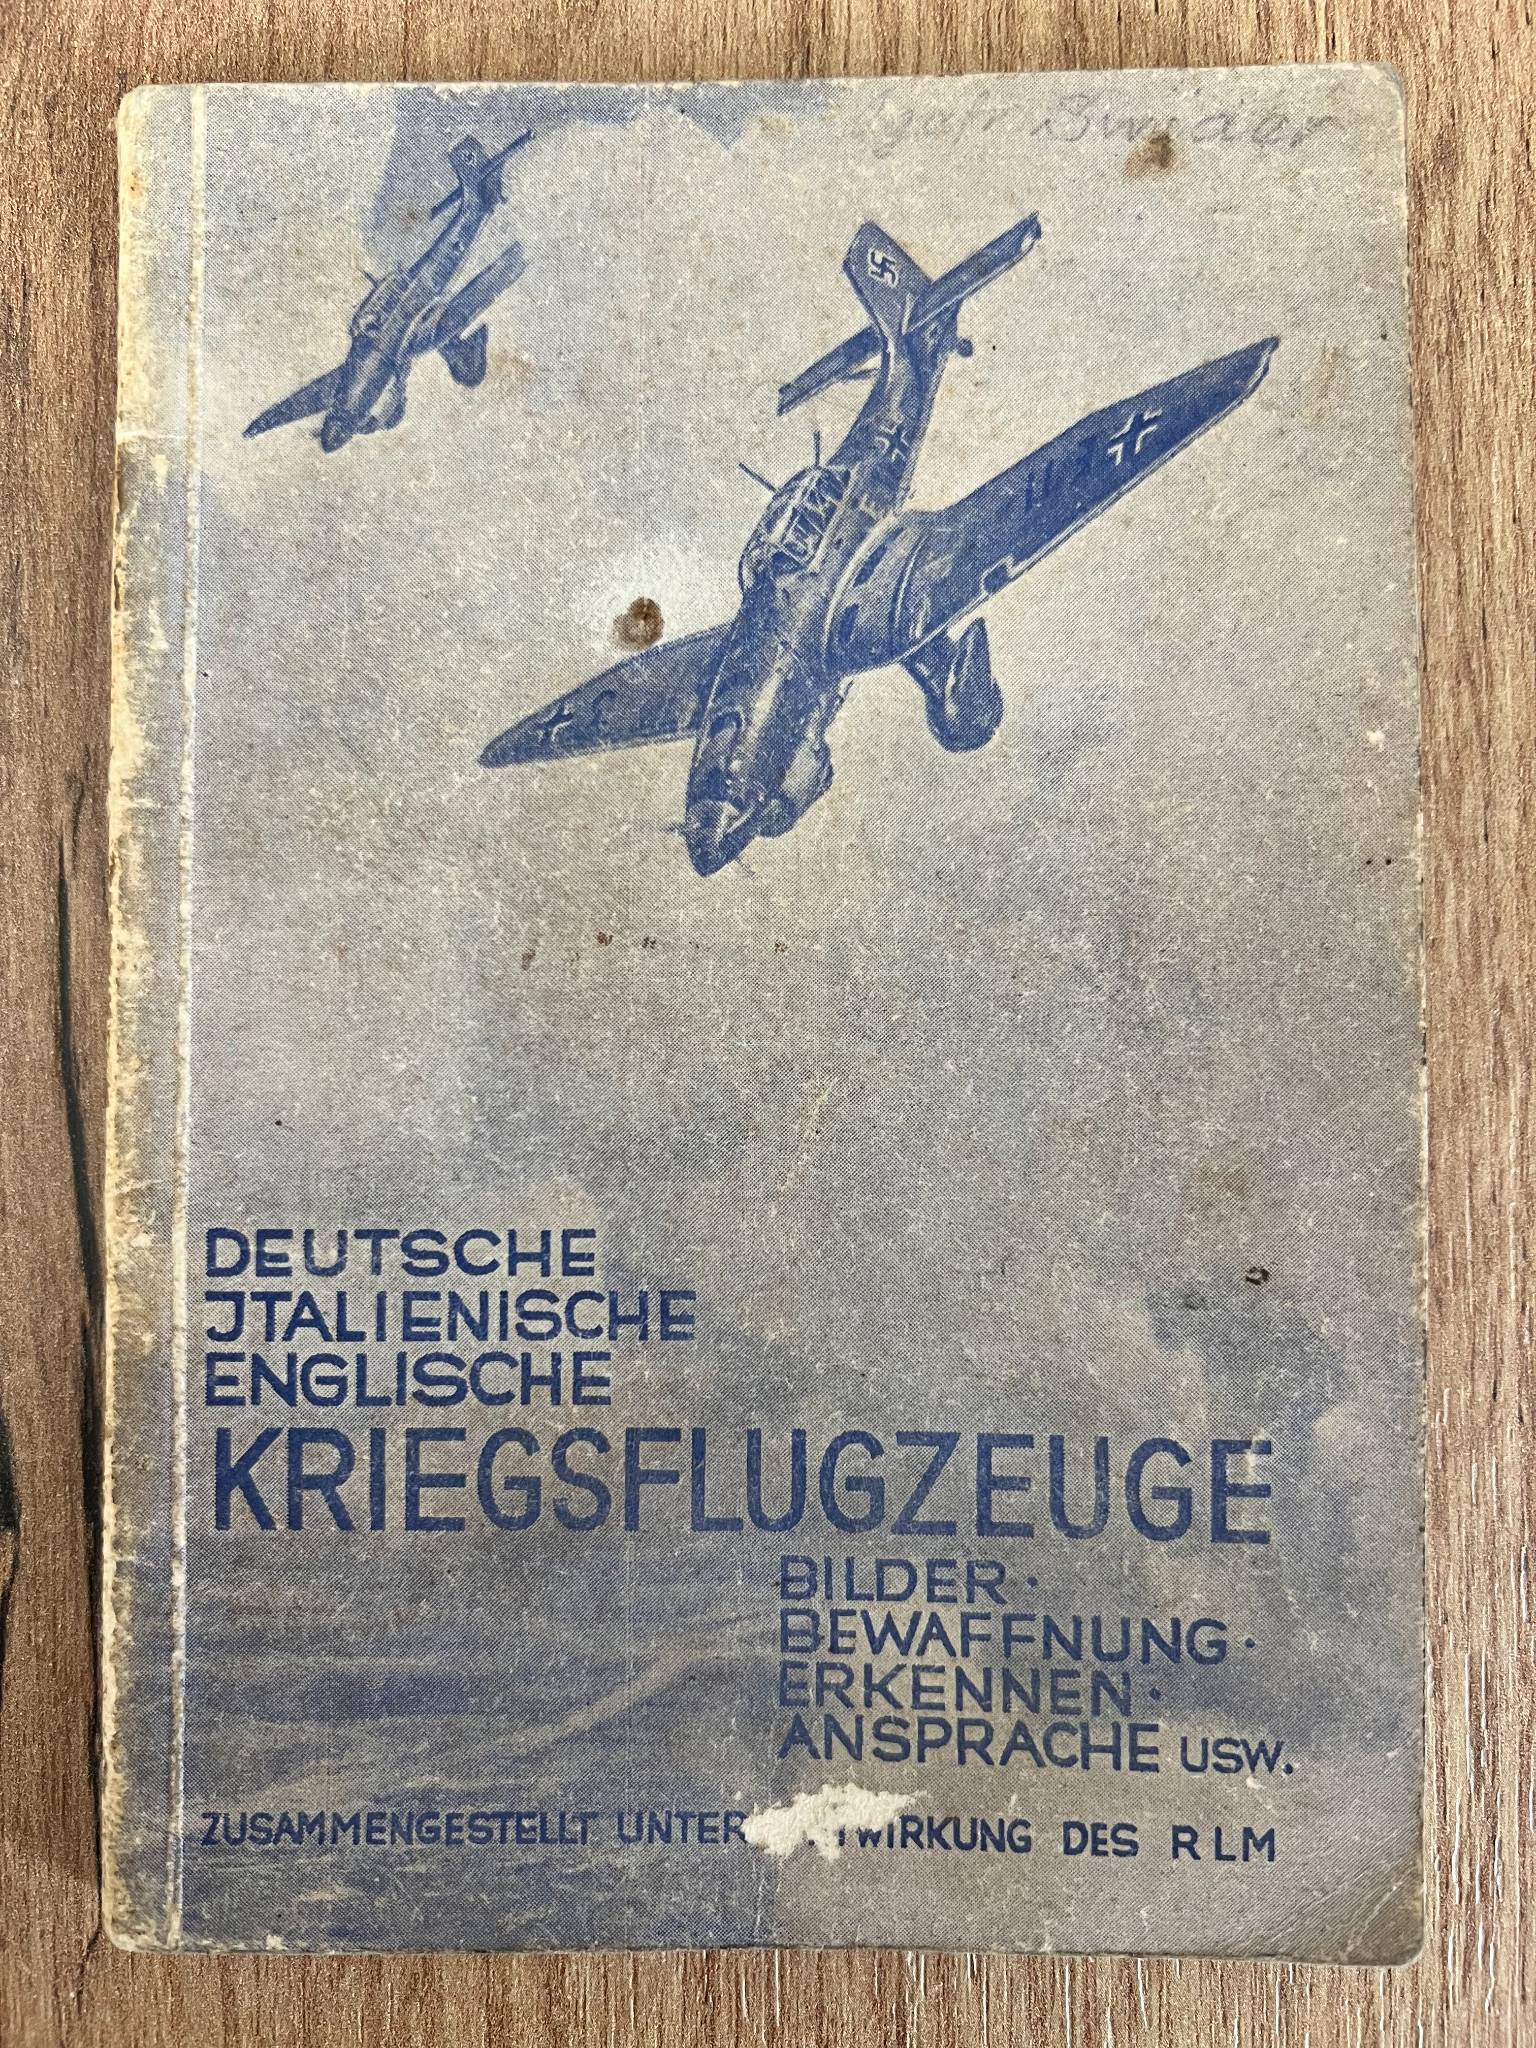 DEUTSCHE
JTALIENISCHE
ENGLISCHE
KRIEGSFLUGZEUGE
BILDER ·
BEWAFFNUNG ·
ERKENNEN ·
ANSPRACHE USW.
ZUSAMMENGESTELLT UNTER WIRKUNG DES RLM